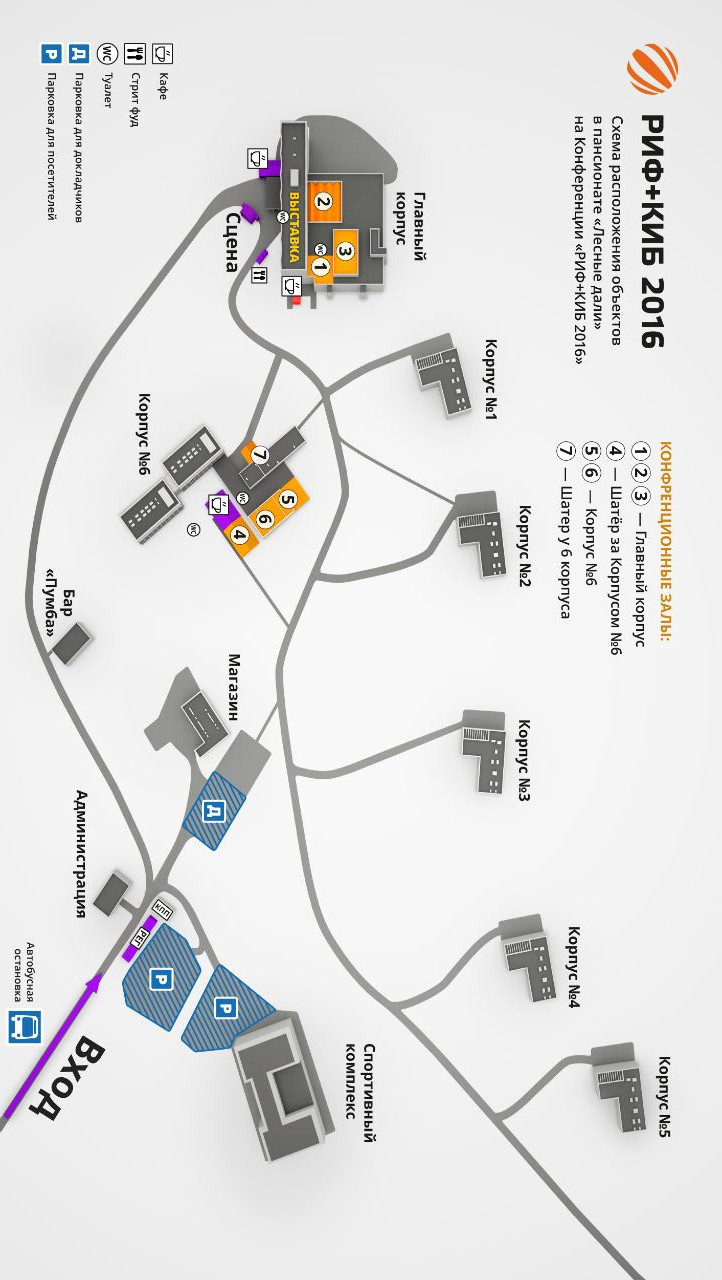 РИФ+КИБ 2016
Схема расположения объектов
в пансионате «Лесные дали»
на Конференции «РИФ+КИБ 2016»
КОНФРЕНЦИОННЫЕ ЗАЛЫ:
1 2 3 — Главный корпус
4 — Шатёр за Корпусом №6
5 6 — Корпус №6
7 — Шатер у 6 корпуса
Главный
корпус
Корпус №1
Корпус №2
Корпус №3
Корпус №4
Корпус №5
2
3
1
WC
WC
ВЫСТАВКА
Сцена
Корпус №6
7
5
6
4
WC
WC
Магазин
Д
Бар
«Пумба»
Администрация
КПП
РЕГ
Р
Р
Спортивный
комплекс
Вход
Автобусная
остановка
Кафе
Стрит фуд
WC Туалет
Д Парковка для докладчиков
Р Парковка для посетителей